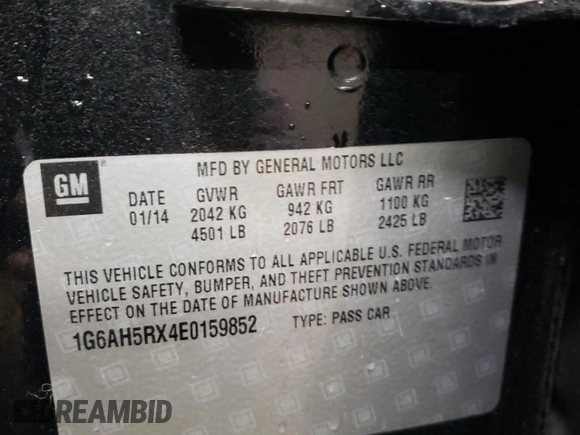 GM
MFD BY GENERAL MOTORS LLC
DATE GVWR GAWR FRT GAWR RR
01/14 2042 KG 942 KG 1100 KG
4501 LB 2076 LB 2425 LB
THIS VEHICLE CONFORMS TO ALL APPLICABLE U.S. FEDERAL MOTOR
VEHICLE SAFETY, BUMPER, AND THEFT PREVENTION STANDARDS IN
EFFECT ON THE DATE OF MANUFACTURE SHOWN ABOVE.
1G6AH5RX4E0159852 TYPE: PASS CAR
DREAMBID